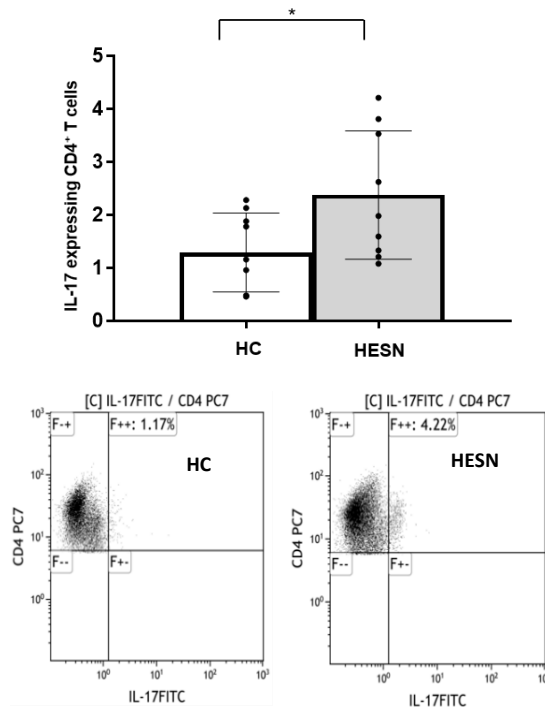 *
IL-17 expressing CD4⁺ T cells
5
4
3
2
1
0
HC
HESN
[C] IL-17FITC / CD4 PC7
F-+
F++: 1.17%
HC
CD4 PC7
10³
10²
10¹
10⁰
F--
F+-
10⁰
10¹
10²
10³
IL-17FITC
[C] IL-17FITC / CD4 PC7
F-+
F++: 4.22%
HESN
CD4 PC7
10³
10²
10¹
10⁰
F--
F+-
10⁰
10¹
10²
10³
IL-17FITC